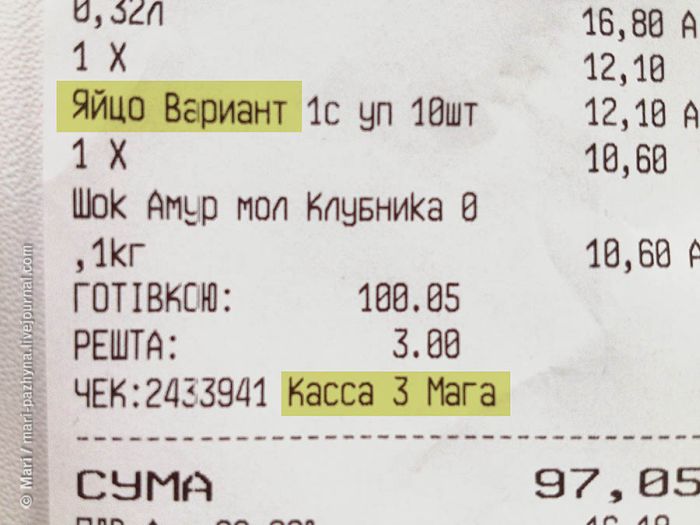 0,32л 16,80 А
1 X 12,10
Яйцо Вариант 1с уп 10шт 12,10 А
1 X 10,60
Шок Амур мол Клубника 0
,1кг 10,60 А
ГОТІВКОЮ: 100.05
РЕШТА: 3.00
ЧЕК:2433941 Касса 3 Мага
СУМА 97,05
© Mari / mari-pazhyna.livejournal.com